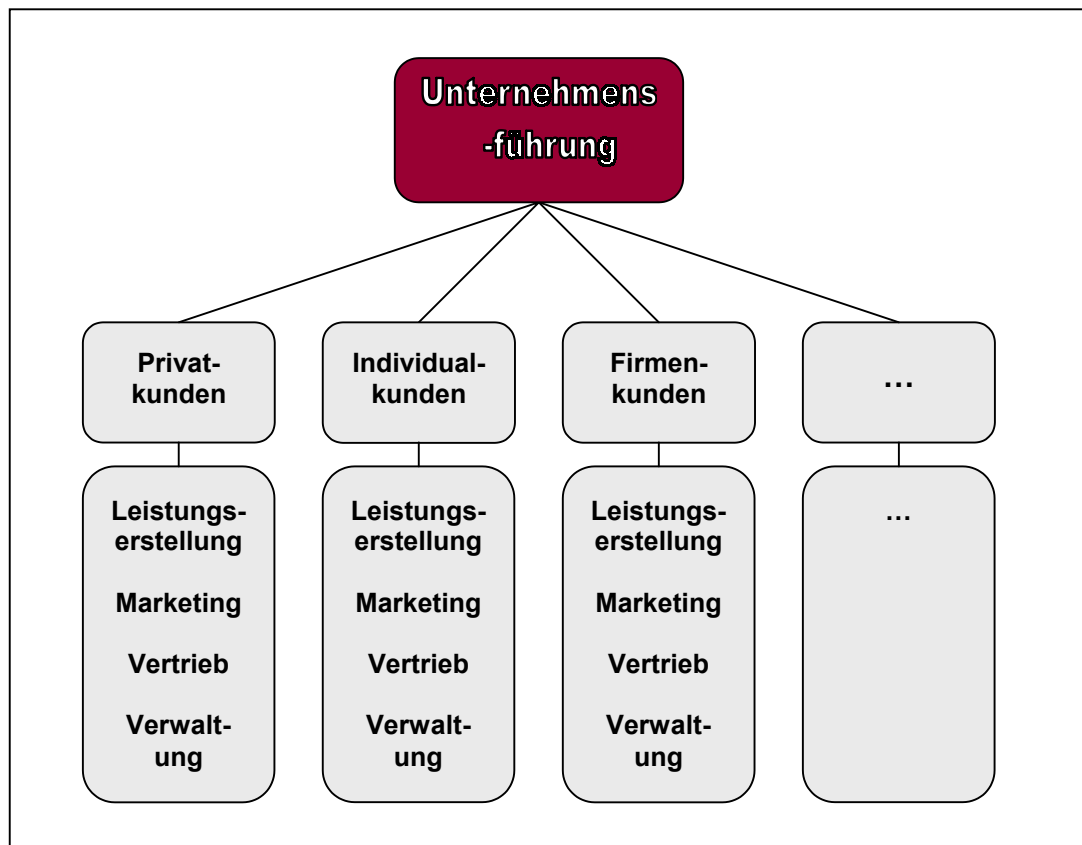 Unternehmens
-führung
Privat-
kunden
Individual-
kunden
Firmen-
kunden
...
Leistungs-
erstellung
Marketing
Vertrieb
Verwalt-
ung
Leistungs-
erstellung
Marketing
Vertrieb
Verwalt-
ung
Leistungs-
erstellung
Marketing
Vertrieb
Verwalt-
ung
...